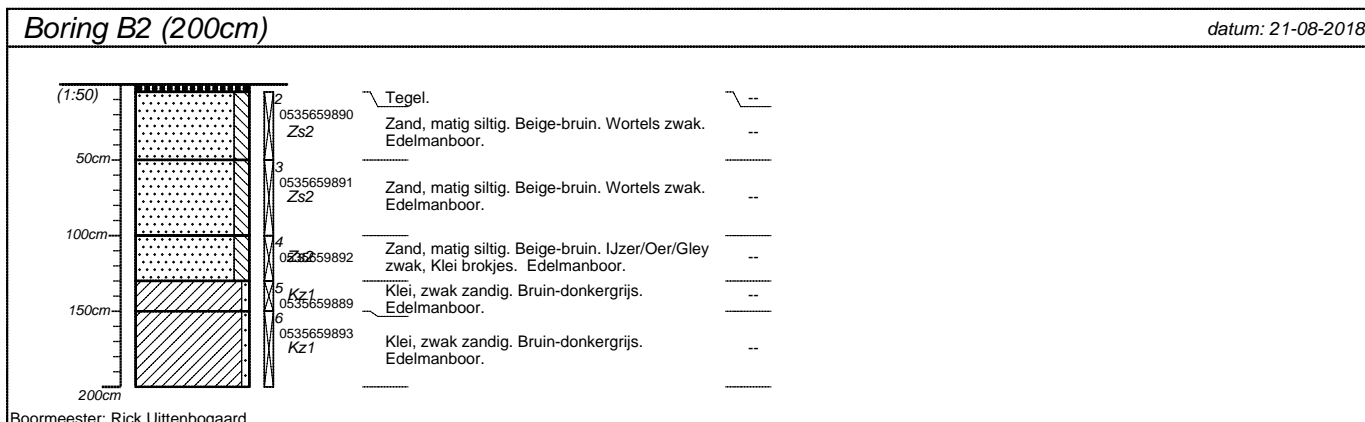 Boring B2 (200cm)
datum: 21-08-2018
(1:50)
2
0535659890
Zs2
Tegel.
--
Zand, matig siltig. Beige-bruin. Wortels zwak.
Edelmanboor.
--
50cm
3
0535659891
Zs2
Zand, matig siltig. Beige-bruin. Wortels zwak.
Edelmanboor.
--
100cm
4
Zs2
0535659892
Zand, matig siltig. Beige-bruin. IJzer/Oer/Gley
zwak, Klei brokjes. Edelmanboor.
--
5
Kz1
0535659889
Klei, zwak zandig. Bruin-donkergrijs.
Edelmanboor.
--
150cm
6
0535659893
Kz1
Klei, zwak zandig. Bruin-donkergrijs.
Edelmanboor.
--
200cm
Boormeester: Rick Uittenbogaard